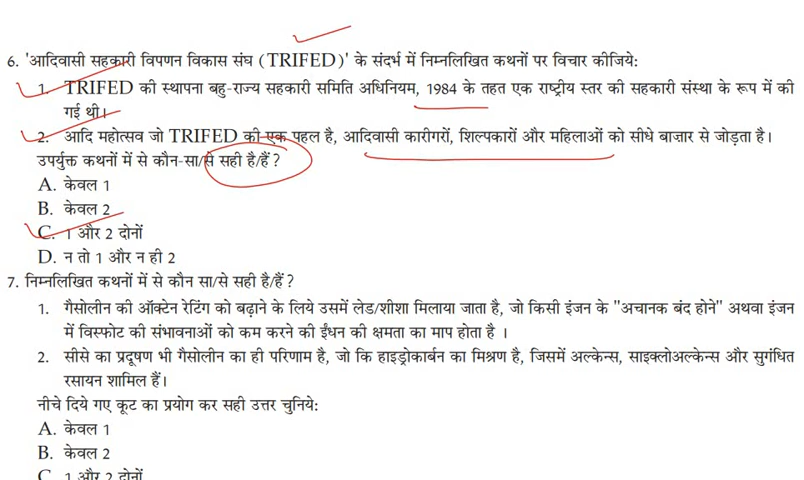 6. 'आदिवासी सहकारी विपणन विकास संघ (TRIFED)' के संदर्भ में निम्नलिखित कथनों पर विचार कीजिये:
1. TRIFED की स्थापना बहु-राज्य सहकारी समिति अधिनियम, 1984 के तहत एक राष्ट्रीय स्तर की सहकारी संस्था के रूप में की
गई थी।
2. आदि महोत्सव जो TRIFED की एक पहल है, आदिवासी कारीगरों, शिल्पकारों और महिलाओं को सीधे बाजार से जोड़ता है।
उपर्युक्त कथनों में से कौन-सा/से सही है/हैं?
A. केवल 1
B. केवल 2
C. 1 और 2 दोनों
D. न तो 1 और न ही 2
7. निम्नलिखित कथनों में से कौन सा/से सही है/हैं?
1. गैसोलीन की ऑक्टेन रेटिंग को बढ़ाने के लिये उसमें लेड/शीशा मिलाया जाता है, जो किसी इंजन के "अचानक बंद होने" अथवा इंजन
में विस्फोट की संभावनाओं को कम करने की ईंधन की क्षमता का माप होता है ।
2. सीसे का प्रदूषण भी गैसोलीन का ही परिणाम है, जो कि हाइड्रोकार्बन का मिश्रण है, जिसमें अल्केन्स, साइक्लोअल्केन्स और सुगंधित
रसायन शामिल हैं।
नीचे दिये गए कूट का प्रयोग कर सही उत्तर चुनिये:
A. केवल 1
B. केवल 2
C. 1 और 2 दोनों